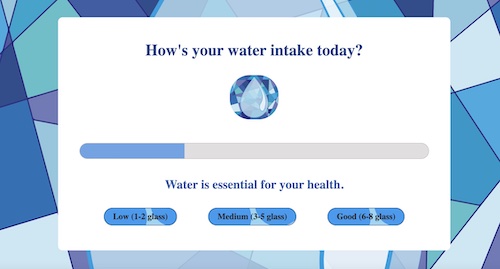 How's your water intake today?
Water is essential for your health.
Low (1-2 glass)
Medium (3-5 glass)
Good (6-8 glass)